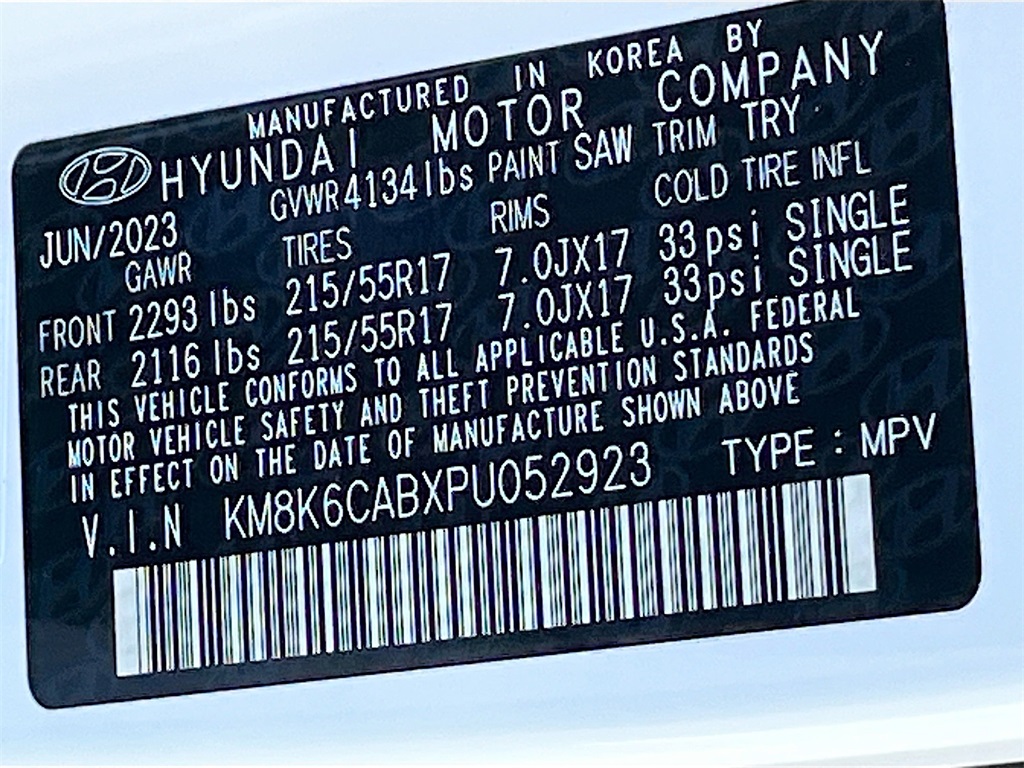 MANUFACTURED IN KOREA BY
HYUNDAI MOTOR COMPANY
JUN/2023 GVWR 4134 lbs PAINT SAW TRIM TRY
GAWR TIRES RIMS COLD TIRE INFL
FRONT 2293 lbs 215/55R17 7.0JX17 33psi SINGLE
REAR 2116 lbs 215/55R17 7.0JX17 33psi SINGLE
THIS VEHICLE CONFORMS TO ALL APPLICABLE U.S.A. FEDERAL
MOTOR VEHICLE SAFETY AND THEFT PREVENTION STANDARDS
IN EFFECT ON THE DATE OF MANUFACTURE SHOWN ABOVE
V.I.N KM8K6CABXPU052923 TYPE : MPV